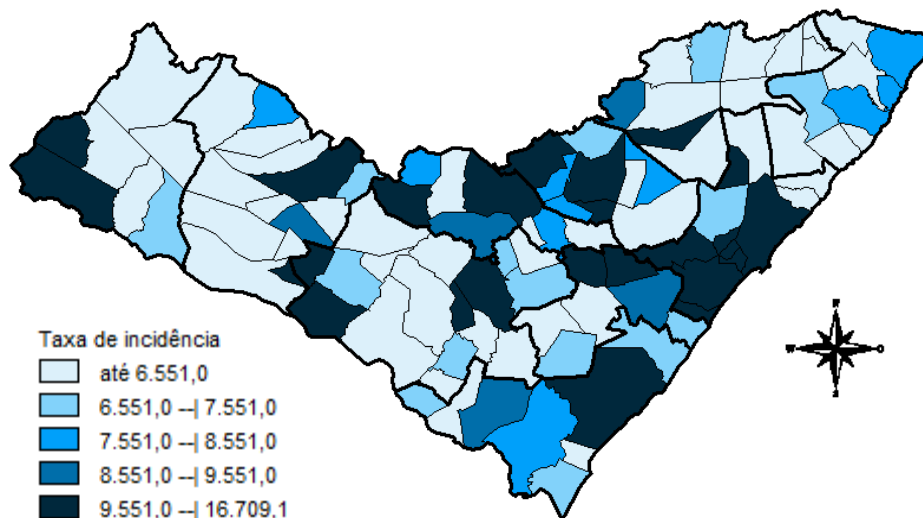 Taxa de incidência
até 6.551,0
6.551,0 --| 7.551,0
7.551,0 --| 8.551,0
8.551,0 --| 9.551,0
9.551,0 --| 16.709,1
N
W
O
S